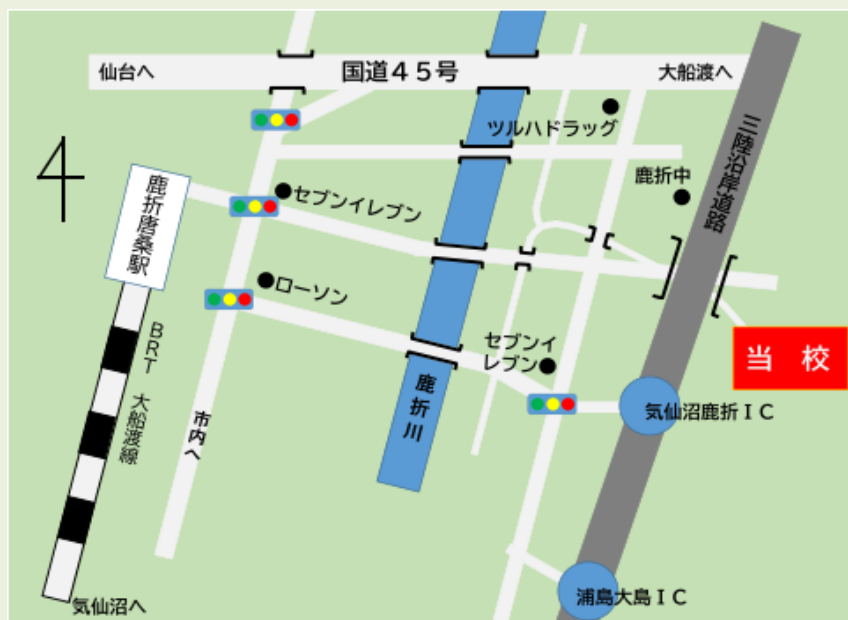 仙台へ
国道４５号
大船渡へ
ツルハドラッグ
三陸沿岸道路
鹿折中
鹿折唐桑駅
セブンイレブン
ローソン
セブンイ
レブン
当　校
BRT　大船渡線
市内へ
鹿折川
気仙沼鹿折ＩＣ
気仙沼へ
浦島大島ＩＣ